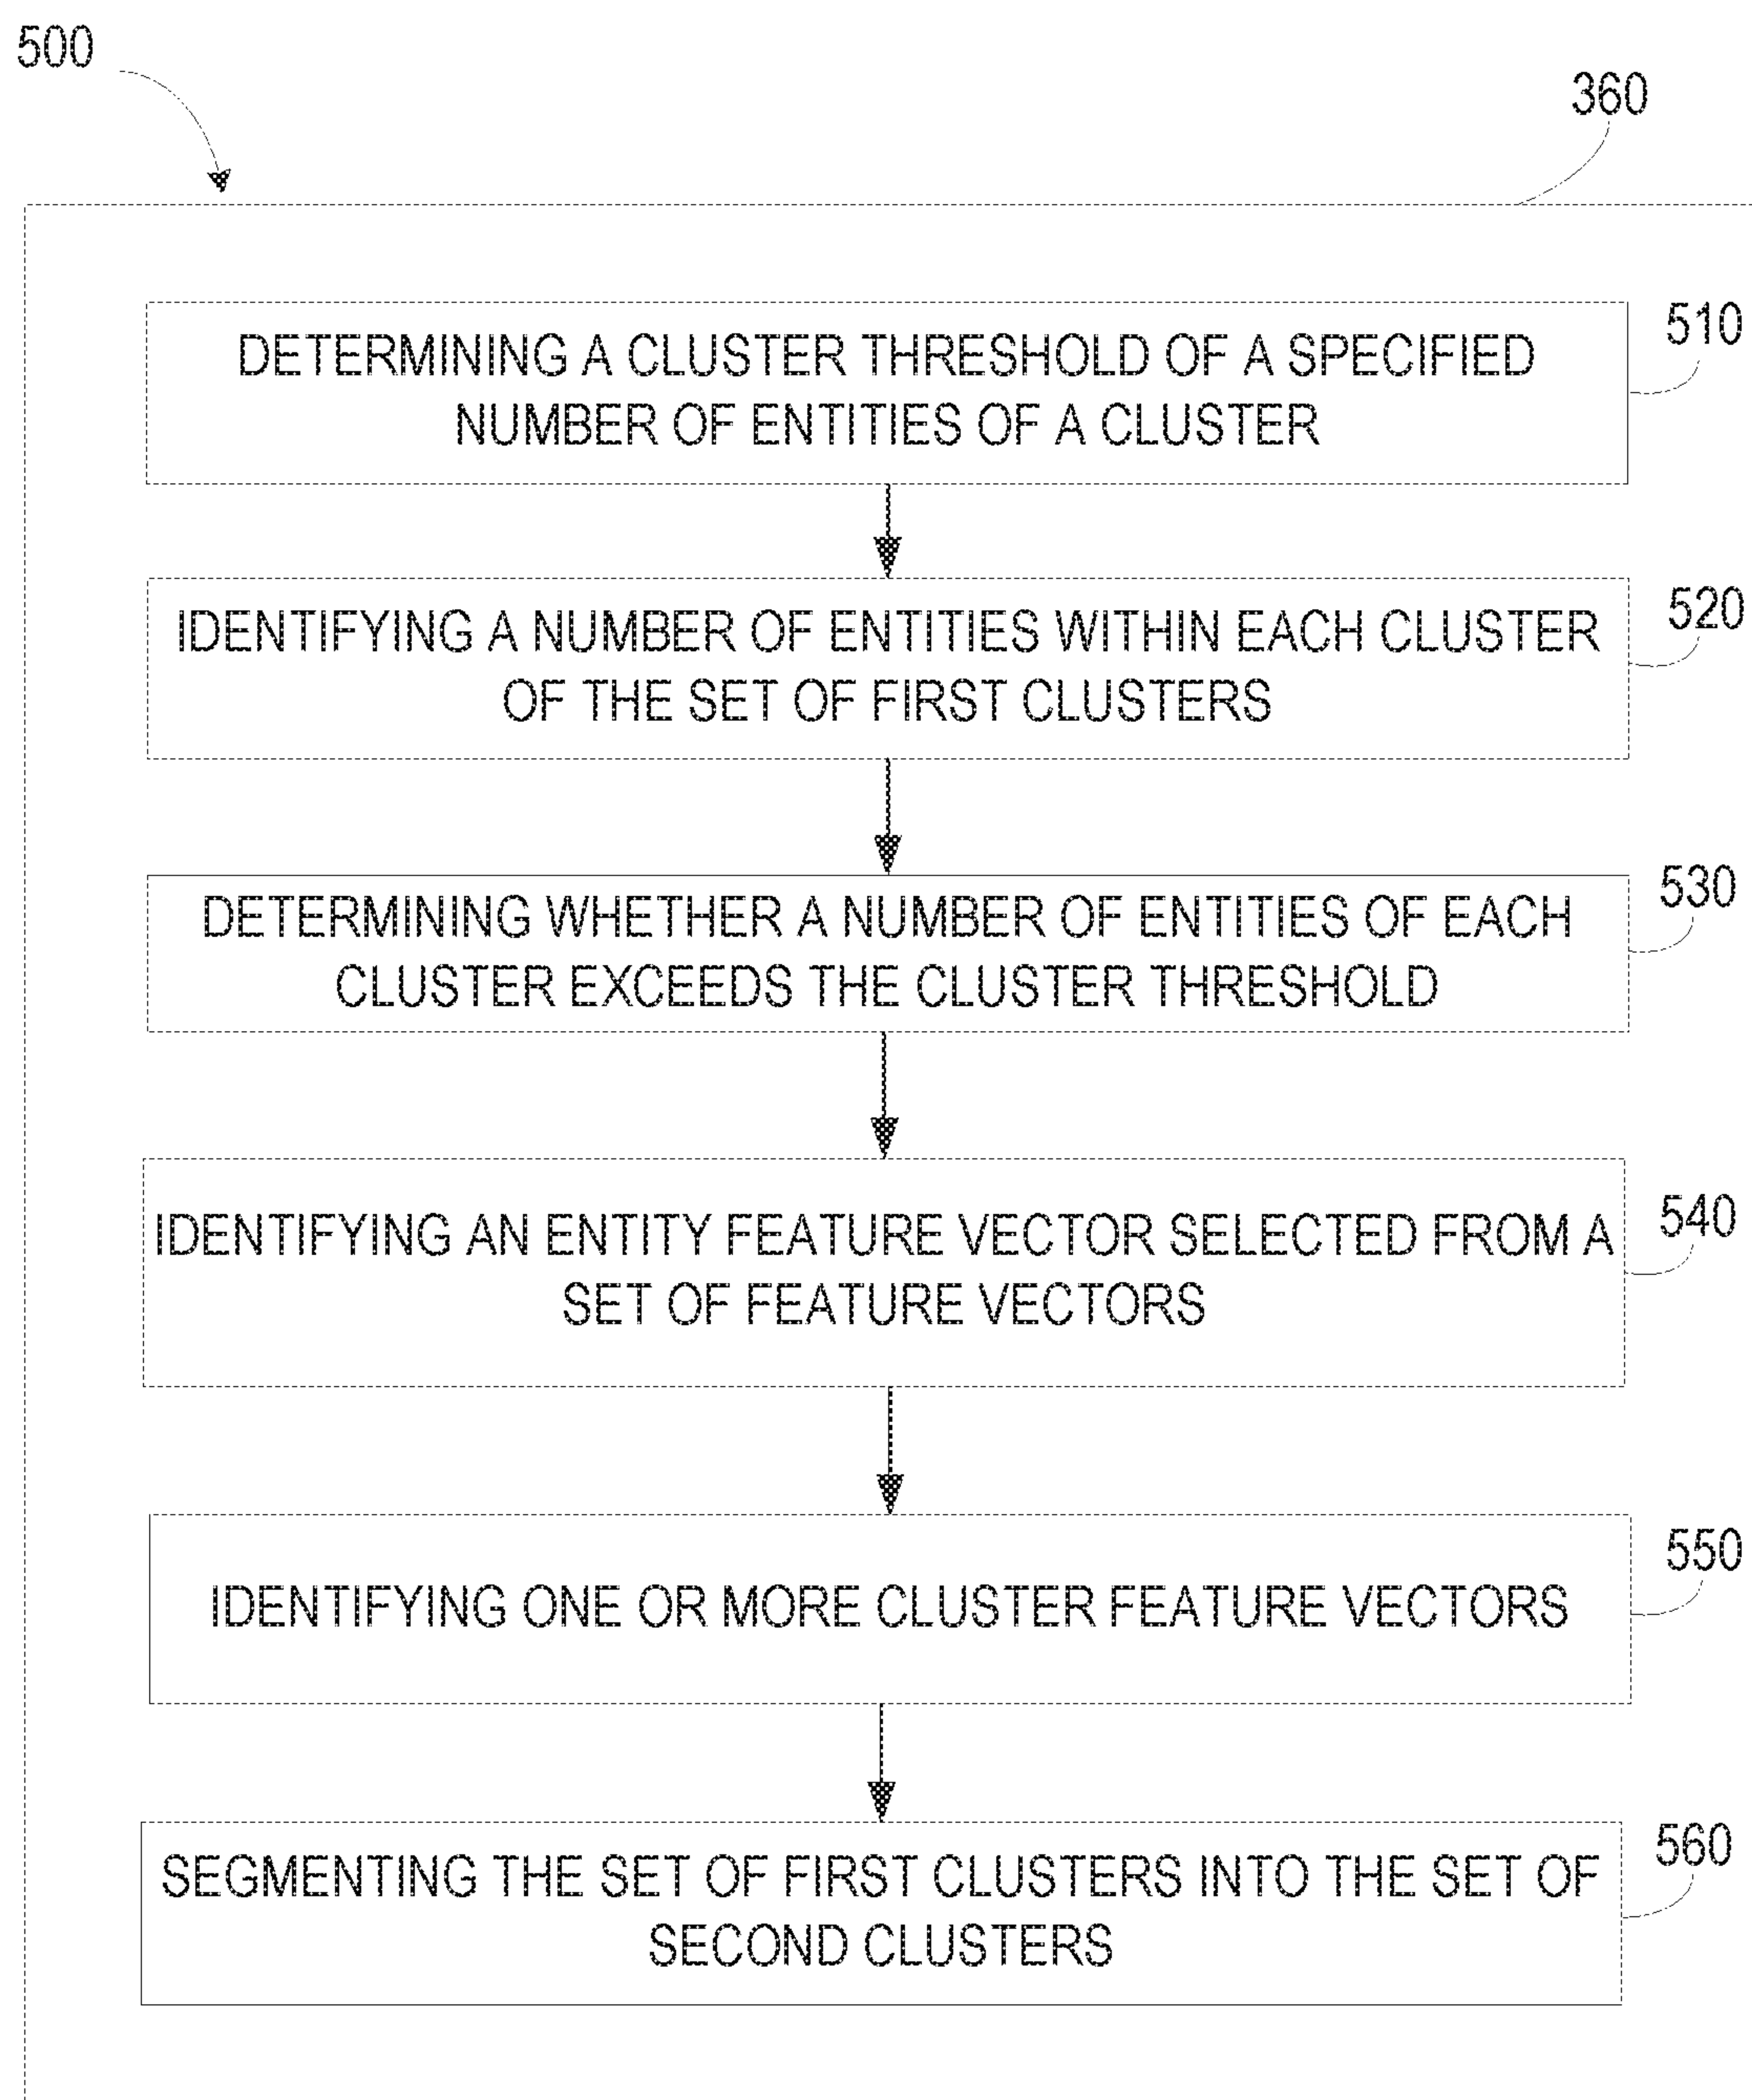 500
360
DETERMINING A CLUSTER THRESHOLD OF A SPECIFIED
NUMBER OF ENTITIES OF A CLUSTER
510
IDENTIFYING A NUMBER OF ENTITIES WITHIN EACH CLUSTER
OF THE SET OF FIRST CLUSTERS
520
DETERMINING WHETHER A NUMBER OF ENTITIES OF EACH
CLUSTER EXCEEDS THE CLUSTER THRESHOLD
530
IDENTIFYING AN ENTITY FEATURE VECTOR SELECTED FROM A
SET OF FEATURE VECTORS
540
IDENTIFYING ONE OR MORE CLUSTER FEATURE VECTORS
550
SEGMENTING THE SET OF FIRST CLUSTERS INTO THE SET OF
SECOND CLUSTERS
560